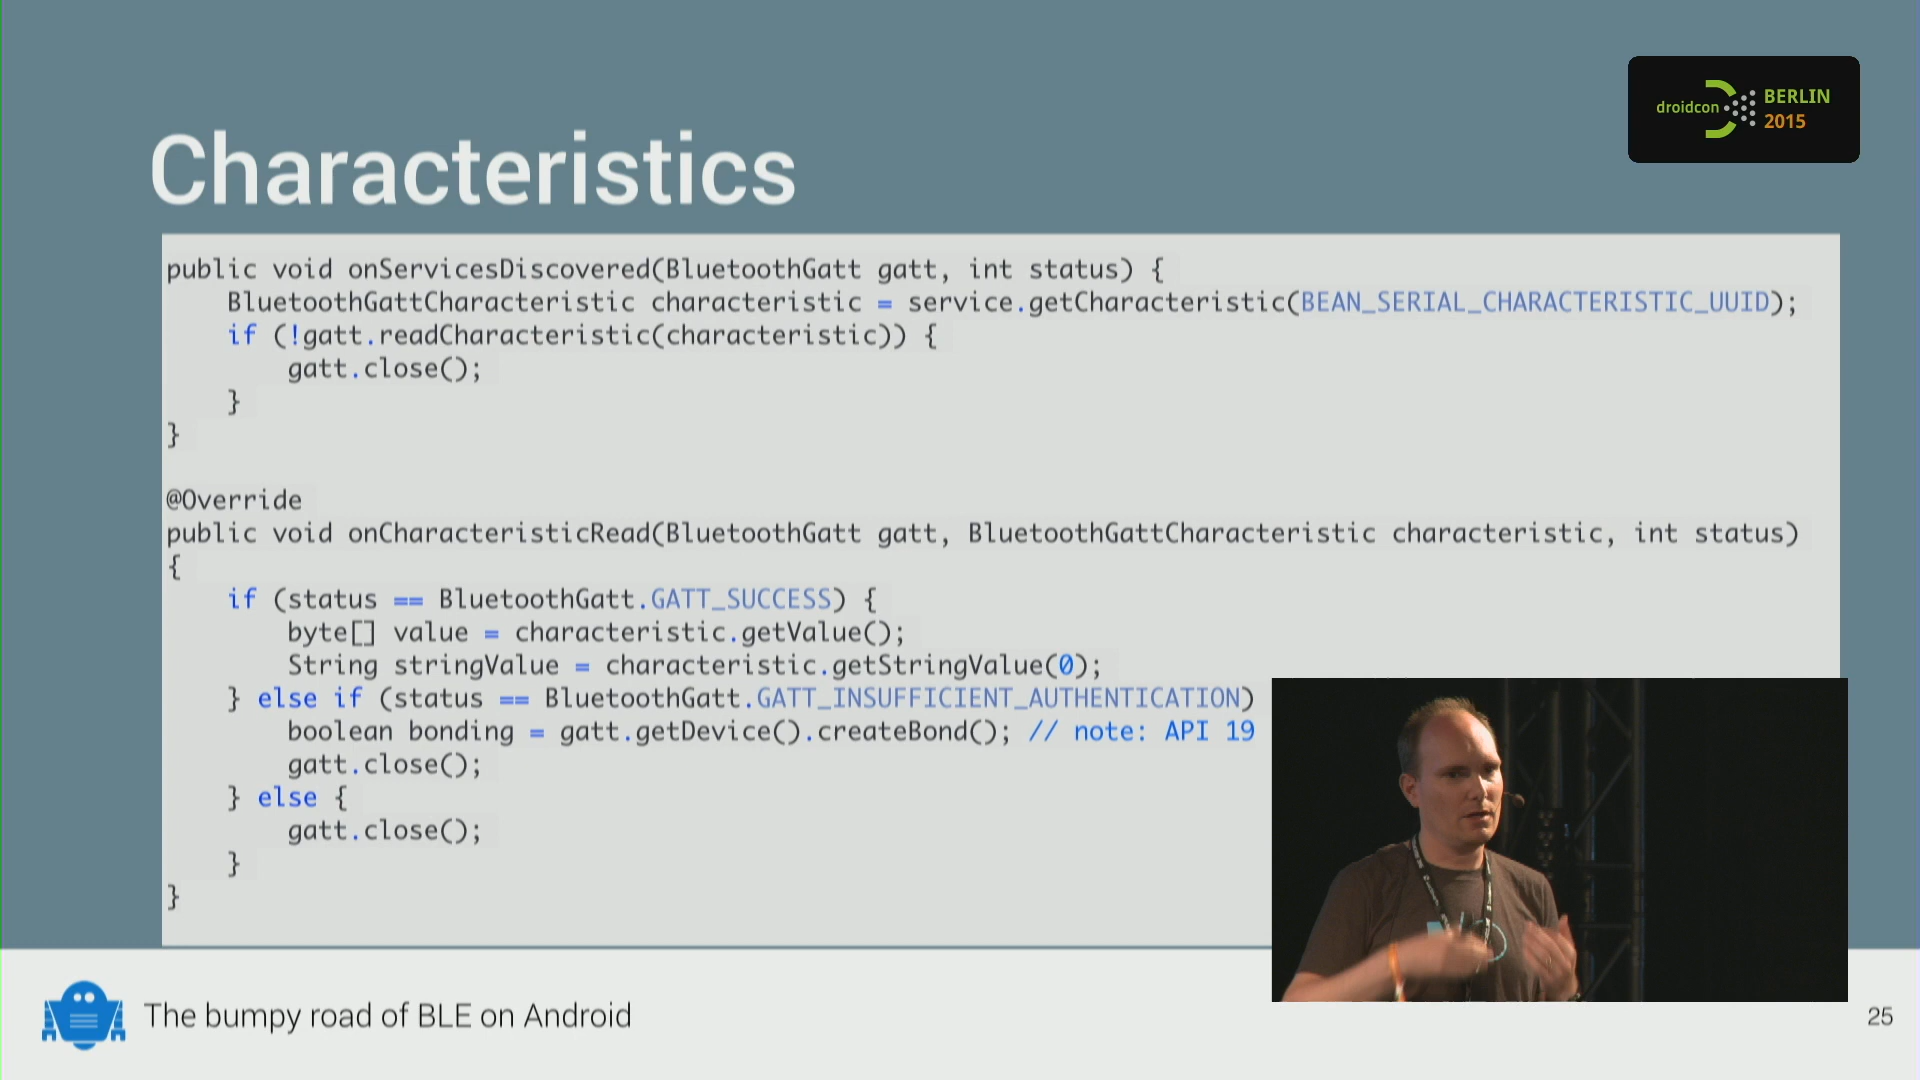 droidcon BERLIN
2015
Characteristics
public void onServicesDiscovered(BluetoothGatt gatt, int status) {
BluetoothGattCharacteristic characteristic = service.getCharacteristic(BEAN_SERIAL_CHARACTERISTIC_UUID);
if (!gatt.readCharacteristic(characteristic)) {
gatt.close();
}
}
@Override
public void onCharacteristicRead(BluetoothGatt gatt, BluetoothGattCharacteristic characteristic, int status)
{
if (status == BluetoothGatt.GATT_SUCCESS) {
byte[] value = characteristic.getValue();
String stringValue = characteristic.getStringValue(0);
} else if (status == BluetoothGatt.GATT_INSUFFICIENT_AUTHENTICATION)
boolean bonding = gatt.getDevice().createBond(); // note: API 19
gatt.close();
} else {
gatt.close();
}
}
The bumpy road of BLE on Android
25